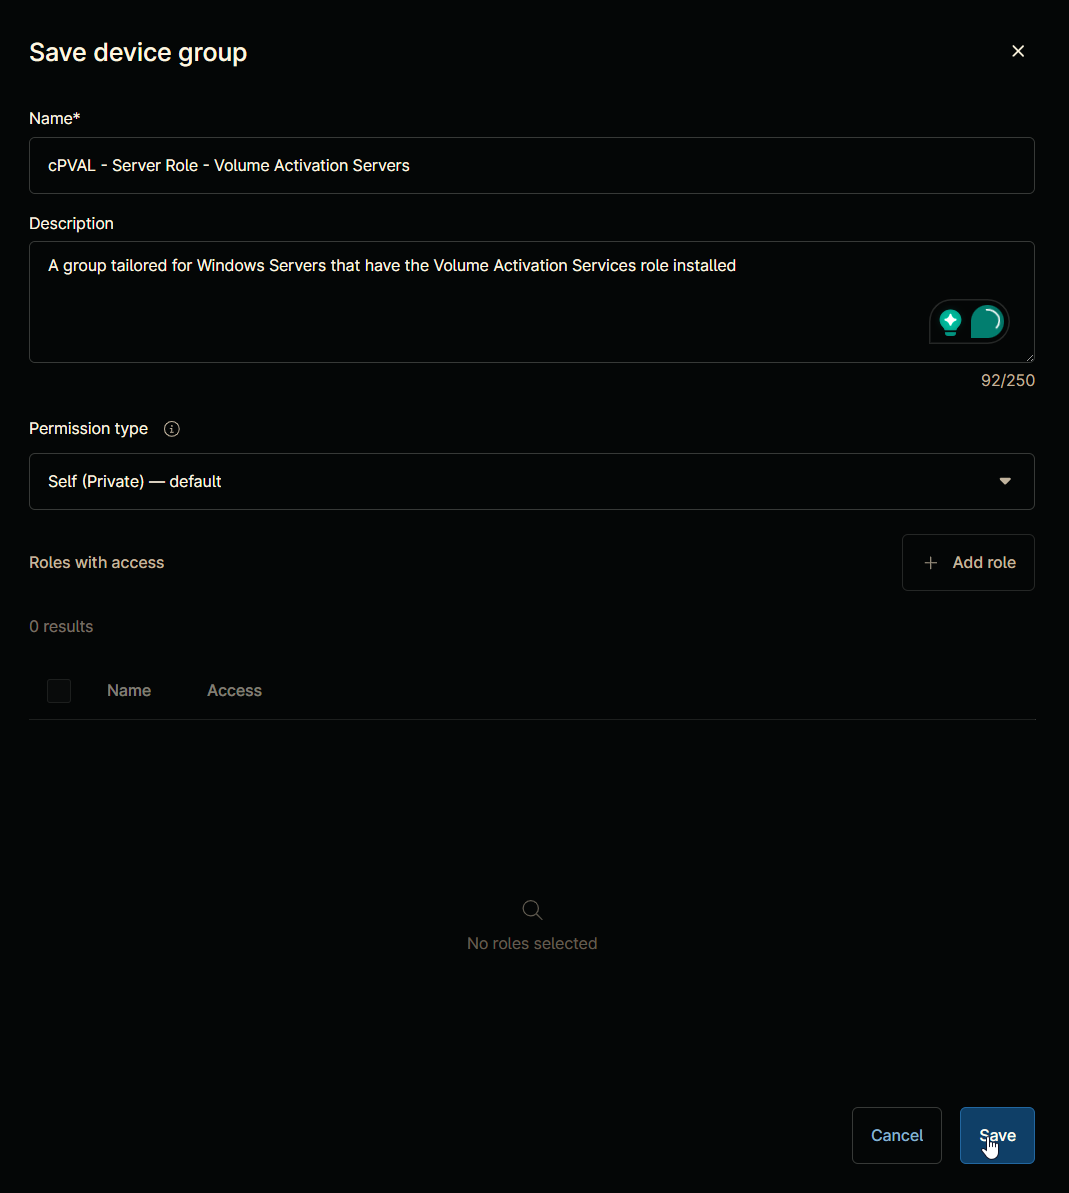 Save device group
Name*
cPVAL - Server Role - Volume Activation Servers
Description
A group tailored for Windows Servers that have the Volume Activation Services role installed
92/250
Permission type
Self (Private) — default
Roles with access
Add role
0 results
Name Access
No roles selected
Cancel Save